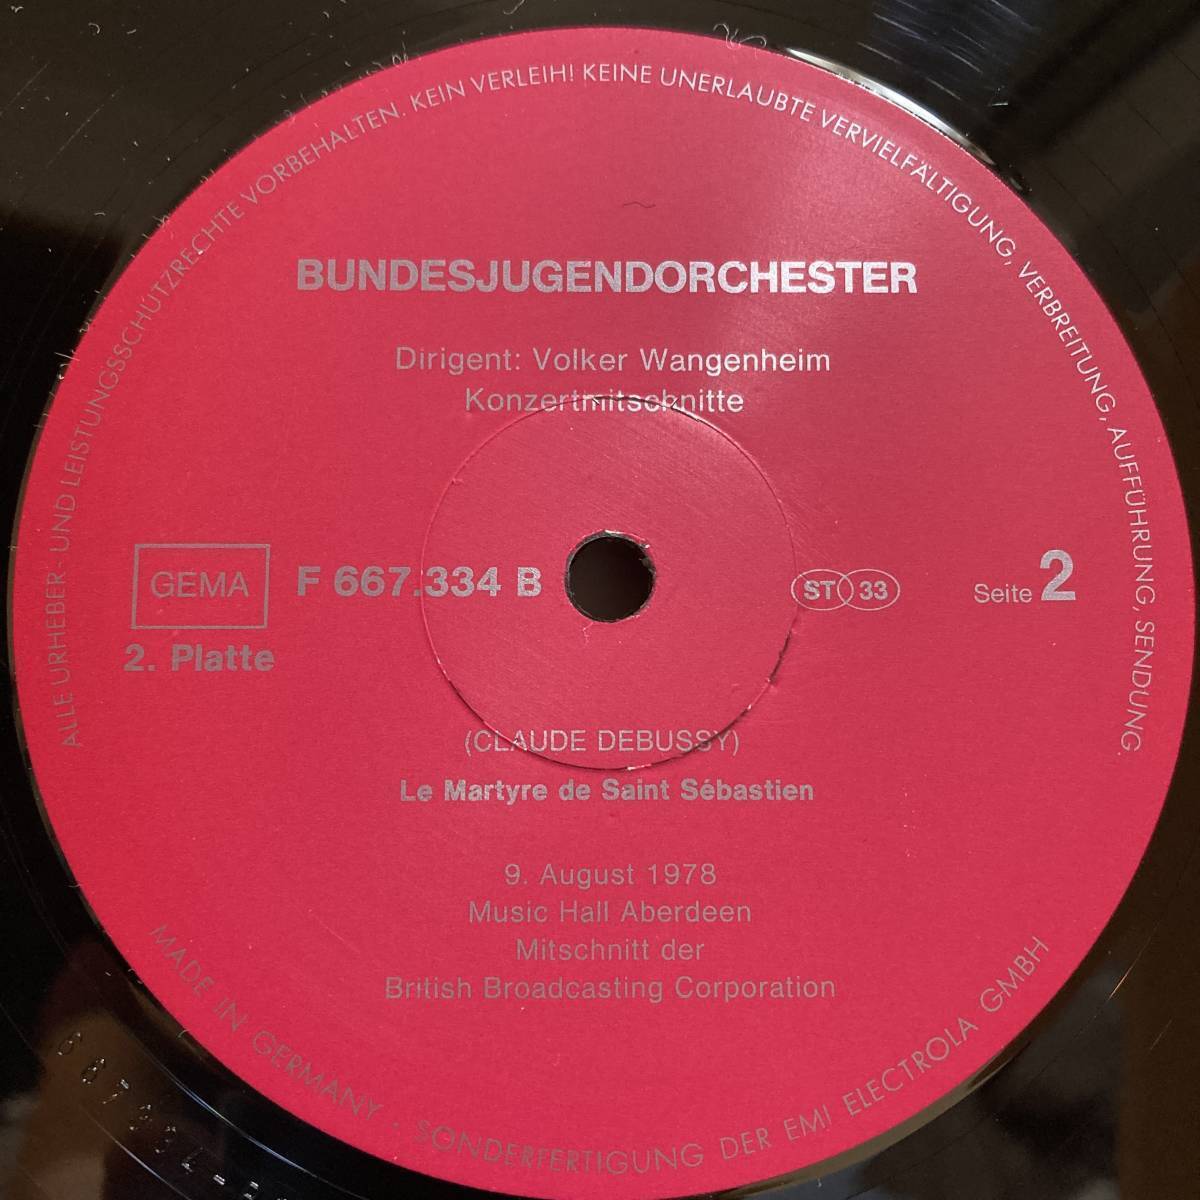 ALLE URHEBER - UND LEISTUNGSSCHÜTZRECHTE VORBEHALTEN. KEIN VERLEIH! KEINE UNERLAUBTE VERVIELFÄLTIGUNG, VERBREITUNG, AUFFÜHRUNG, SENDUNG.
BUNDESJUGENDORCHESTER
Dirigent: Volker Wangenheim
Konzertmitschnitte
GEMA
F 667.334 B
ST 33
Seite 2
2. Platte
(CLAUDE DEBUSSY)
Le Martyre de Saint Sébastien
9. August 1978
Music Hall Aberdeen
Mitschnitt der
British Broadcasting Corporation
MADE IN GERMANY . SONDERFERTIGUNG DER EMI ELECTROLA GMBH